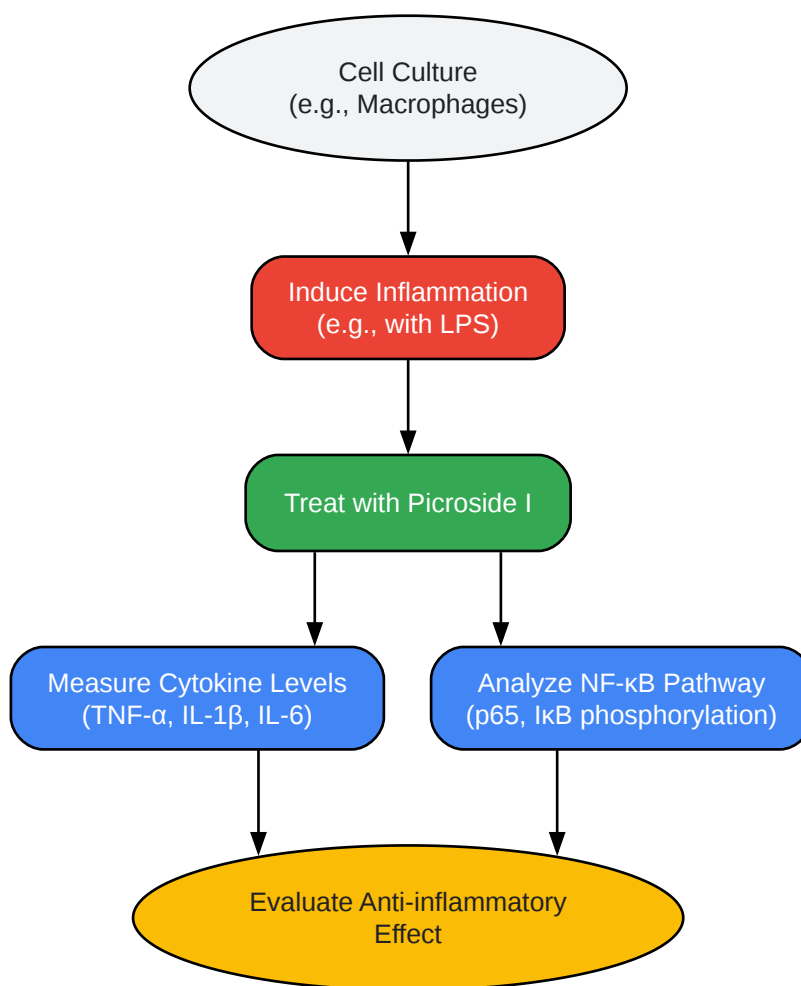 Cell Culture
(e.g., Macrophages)
Induce Inflammation
(e.g., with LPS)
Treat with Picroside I
Measure Cytokine Levels
(TNF-α, IL-1β, IL-6)
Analyze NF-κB Pathway
(p65, IκB phosphorylation)
Evaluate Anti-inflammatory
Effect